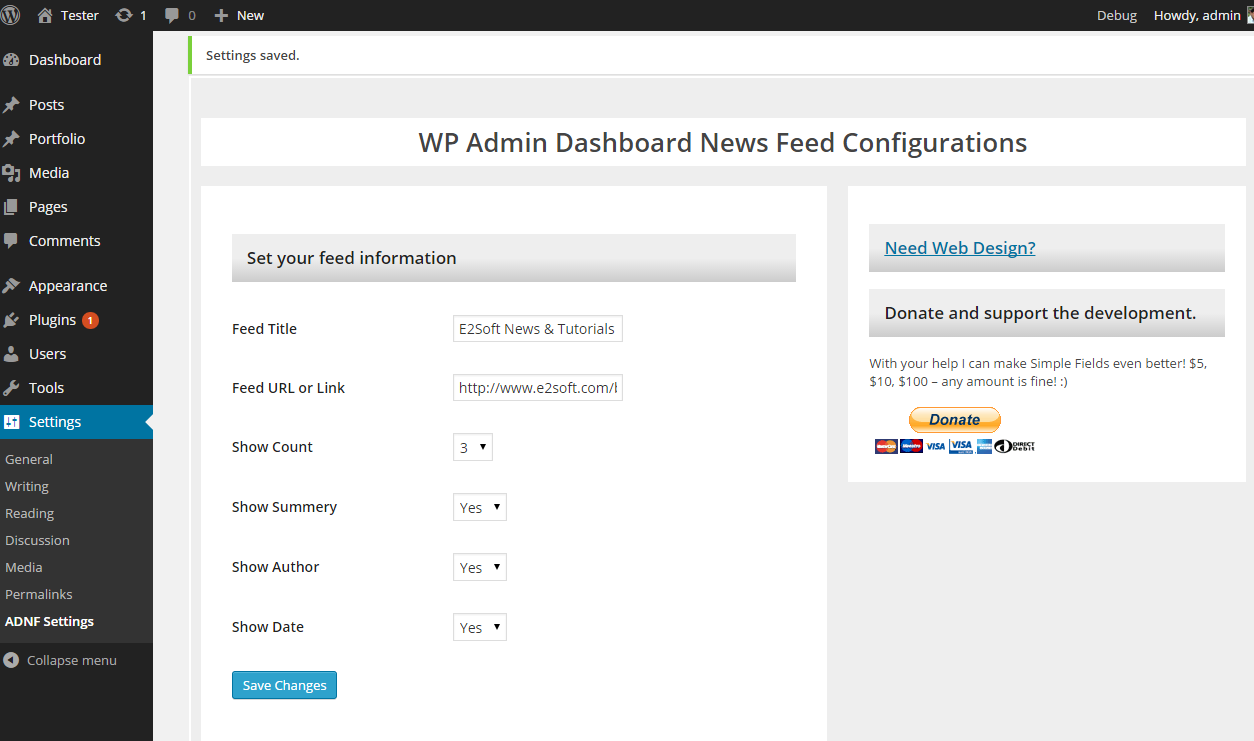 Tester 1 0 New Debug Howdy, admin
Dashboard
Posts
Portfolio
Media
Pages
Comments
Appearance
Plugins 1
Users
Tools
Settings
General
Writing
Reading
Discussion
Media
Permalinks
ADNF Settings
Collapse menu
Settings saved.
WP Admin Dashboard News Feed Configurations
Set your feed information
Feed Title E2Soft News & Tutorials
Feed URL or Link http://www.e2soft.com/b
Show Count 3
Show Summery Yes
Show Author Yes
Show Date Yes
Save Changes
Need Web Design?
Donate and support the development.
With your help I can make Simple Fields even better! $5,
$10, $100 – any amount is fine! :)
Donate
VISA VISA DIRECT
Debit